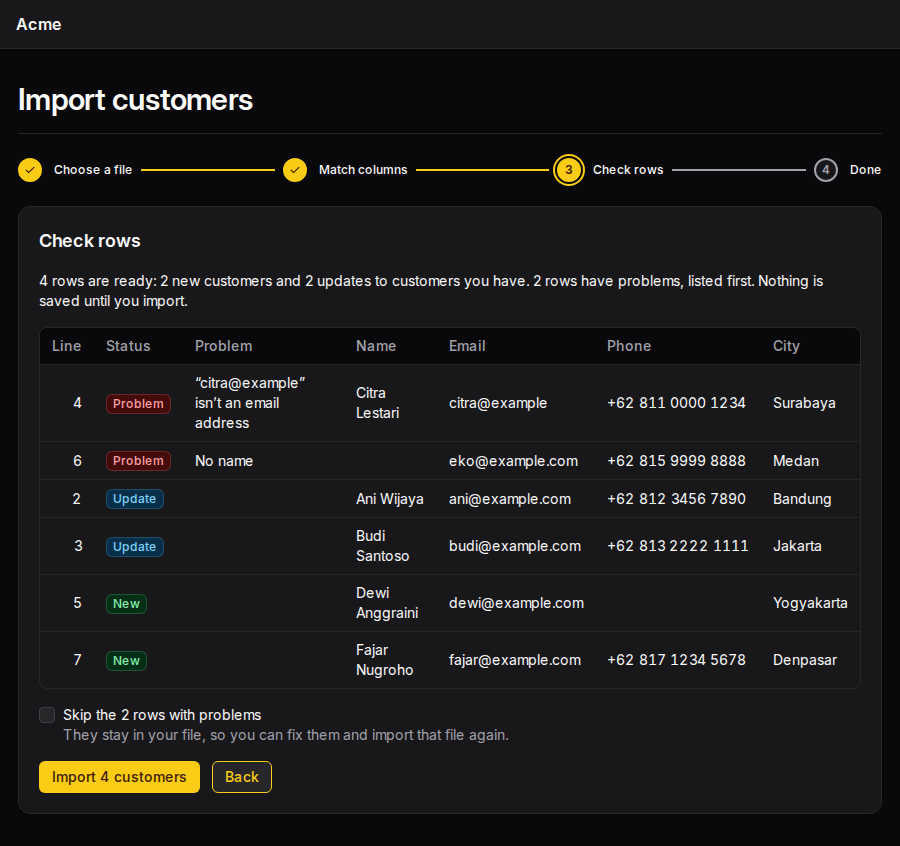 Acme
Import customers
Choose a file
Match columns
3 Check rows
4 Done
Check rows
4 rows are ready: 2 new customers and 2 updates to customers you have. 2 rows have problems, listed first. Nothing is
saved until you import.
Line Status Problem Name Email Phone City
4 Problem “citra@example” isn’t an email address Citra Lestari citra@example +62 811 0000 1234 Surabaya
6 Problem No name eko@example.com +62 815 9999 8888 Medan
2 Update Ani Wijaya ani@example.com +62 812 3456 7890 Bandung
3 Update Budi Santoso budi@example.com +62 813 2222 1111 Jakarta
5 New Dewi Anggraini dewi@example.com Yogyakarta
7 New Fajar Nugroho fajar@example.com +62 817 1234 5678 Denpasar
Skip the 2 rows with problems
They stay in your file, so you can fix them and import that file again.
Import 4 customers
Back